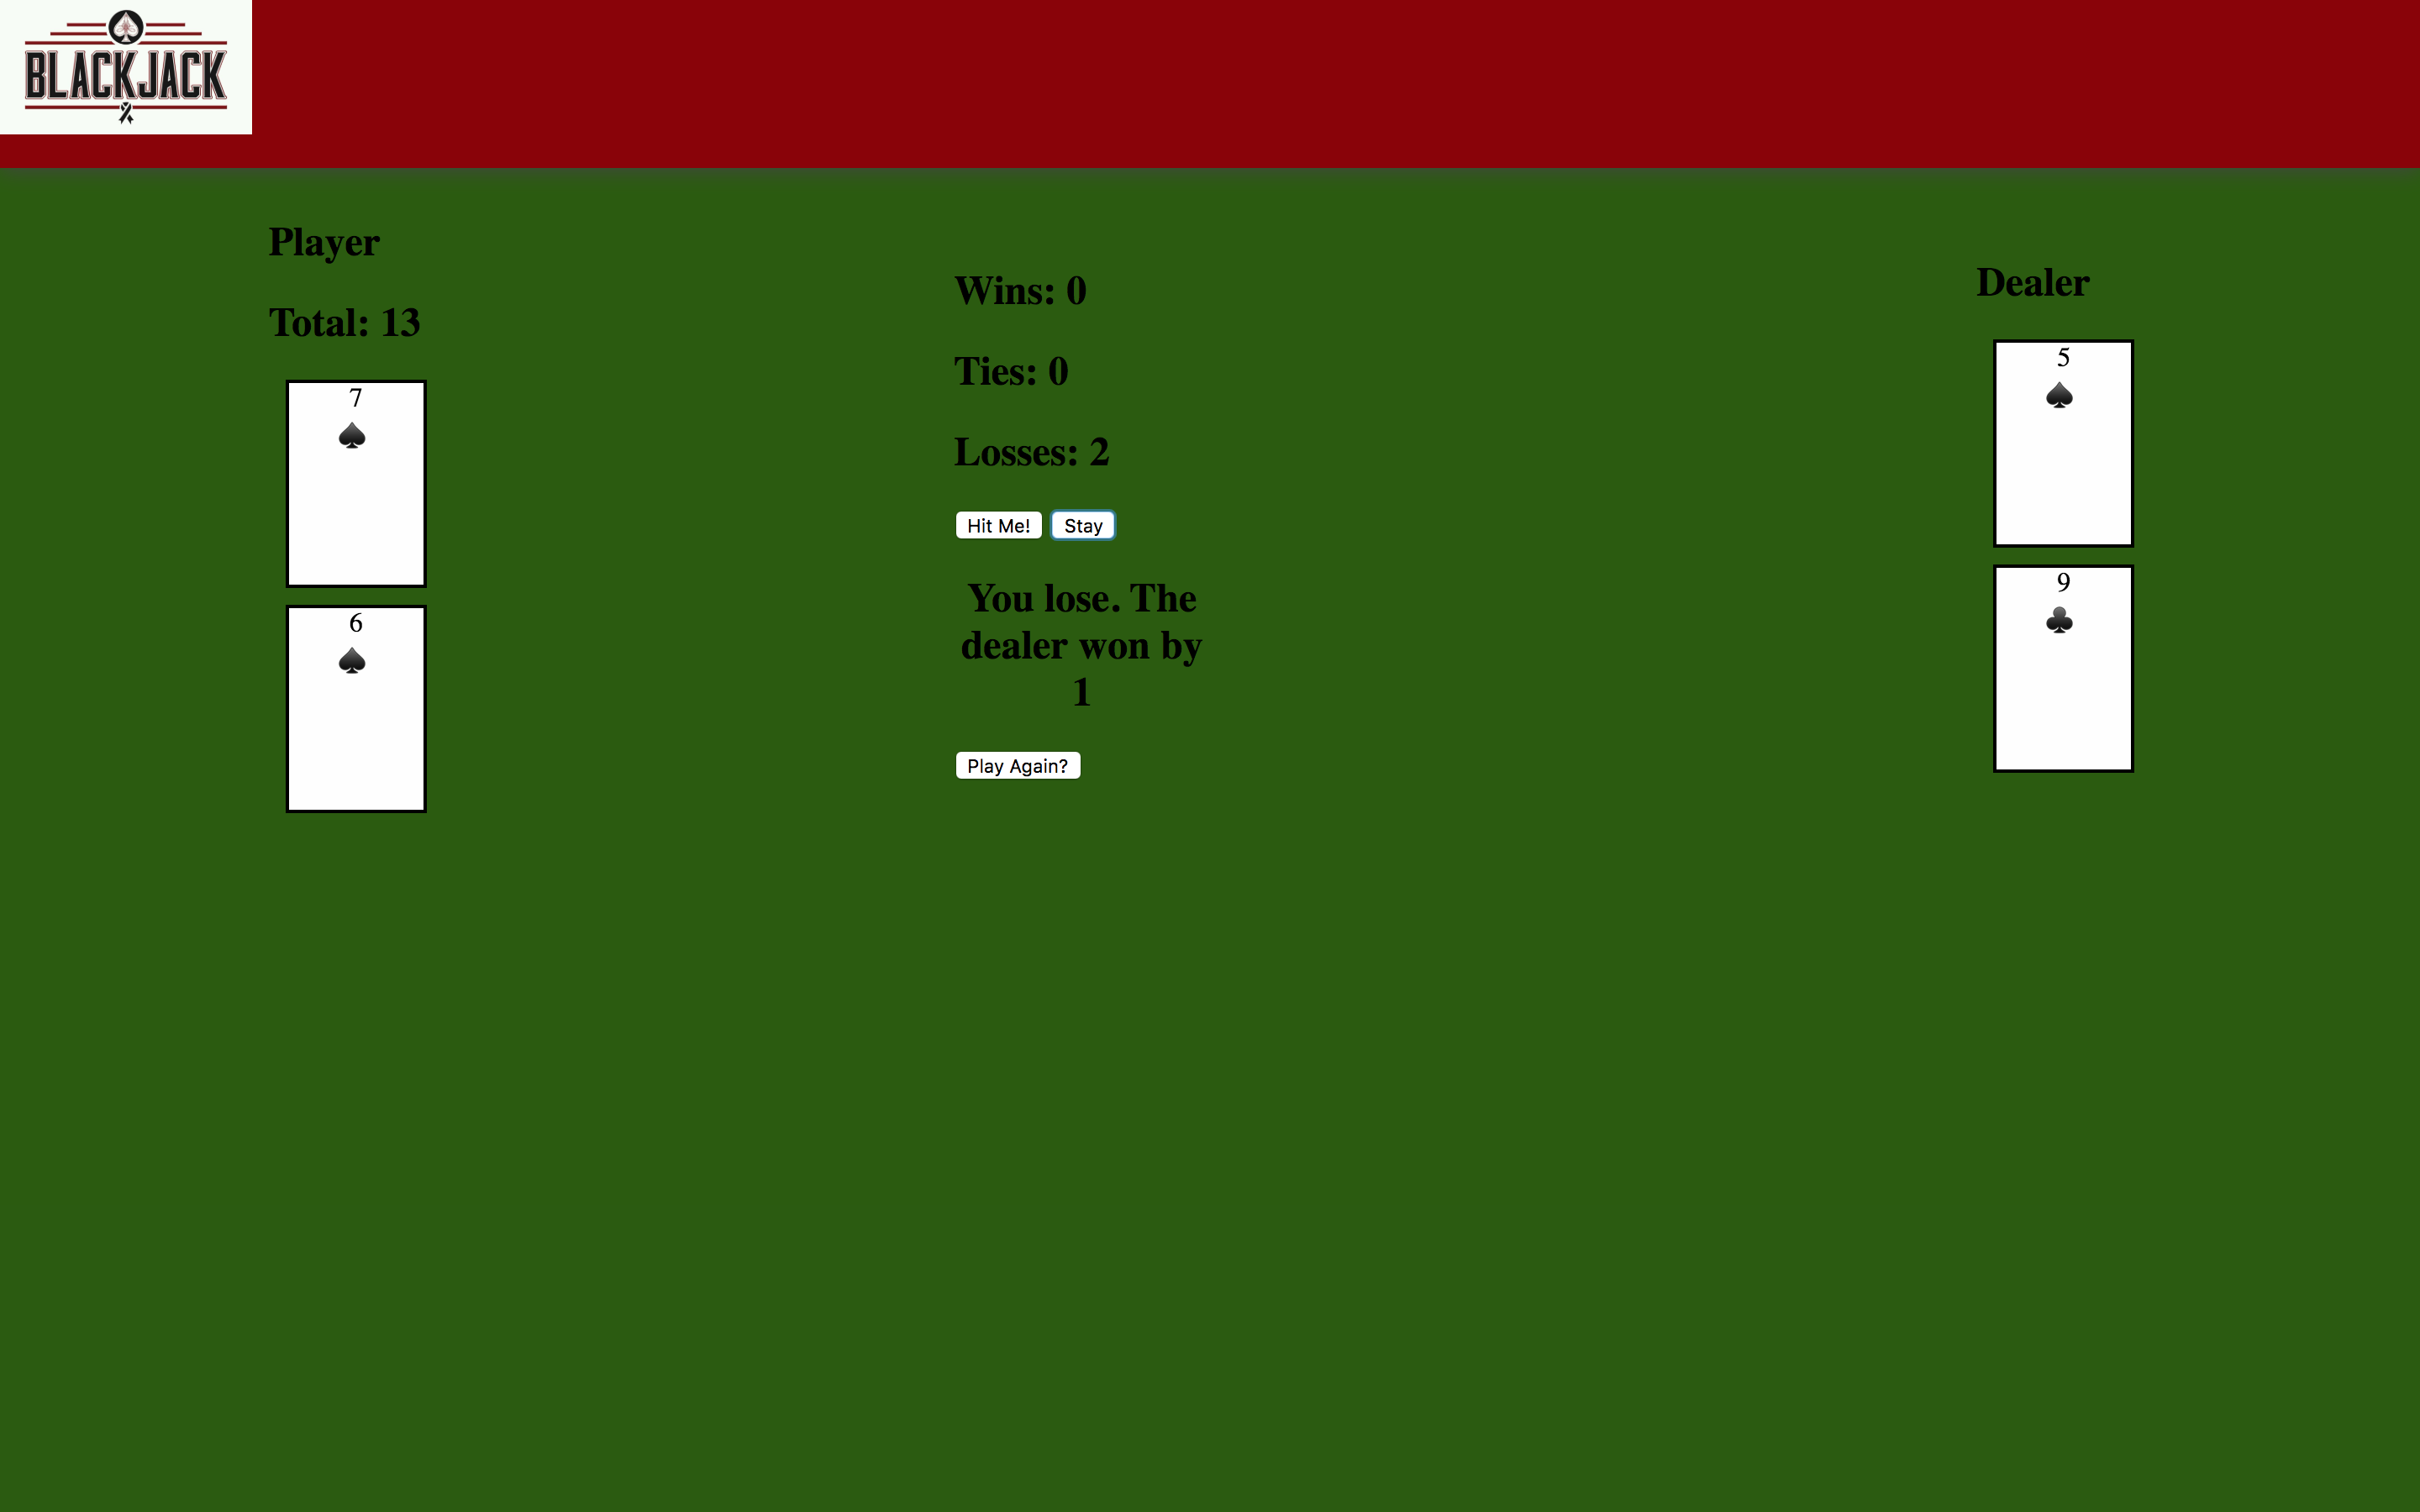 BLACKJACK
Player
Total: 13
7
6
Wins: 0
Ties: 0
Losses: 2
Hit Me! Stay
You lose. The
dealer won by
1
Play Again?
Dealer
5
9